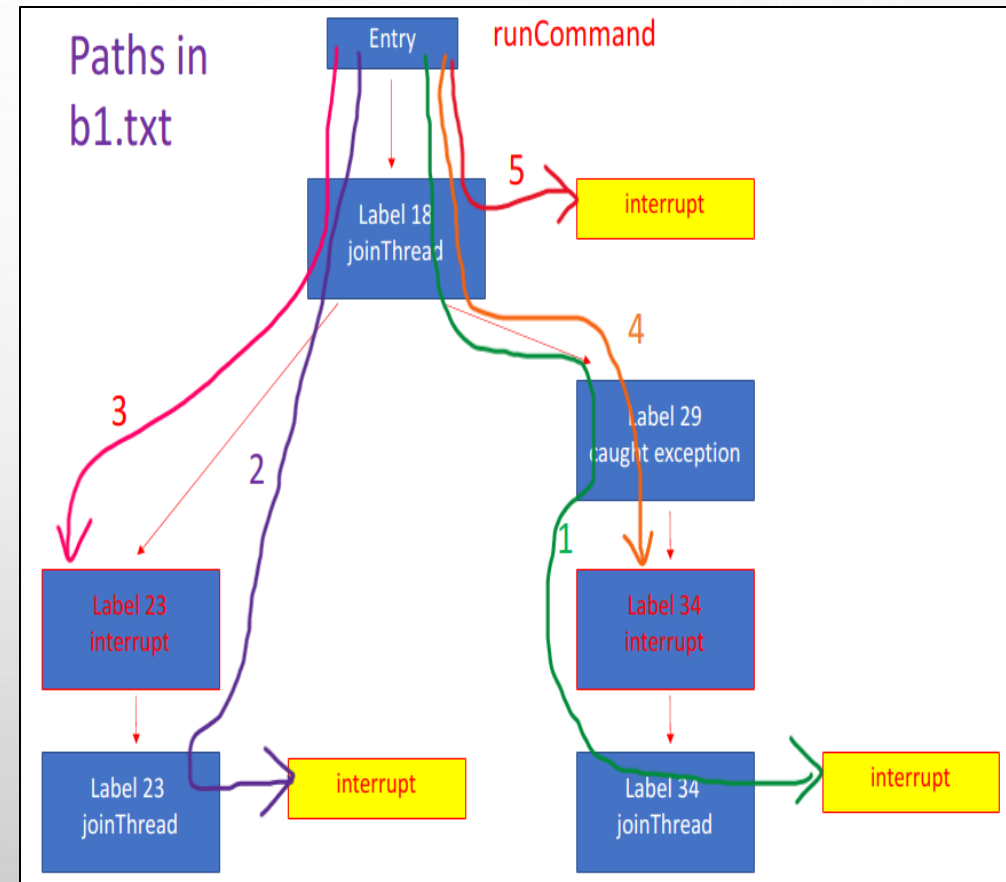 Paths in
b1.txt
Entry
runCommand
5
Label 18
joinThread
interrupt
4
3
2
Label 29
caught exception
1
Label 23
interrupt
Label 34
interrupt
Label 23
joinThread
interrupt
Label 34
joinThread
interrupt